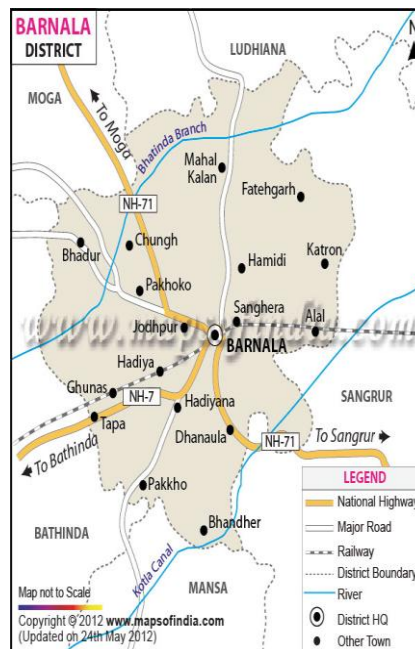 BARNALA
DISTRICT
LUDHIANA
N
MOGA
To Moga
Bhatinda Branch
Mahal
Kalan
Fatehgarh
NH-71
Chungh
Bhadur
Hamidi
Katron
Pakhoko
Sanghera
Alal
www.mapsofindia.com
Jodhpur
BARNALA
Hadiya
Ghunas
NH-7
Hadiyana
SANGRUR
Tapa
Dhanaula
NH-71
To Sangrur
To Bathinda
Pakkho
Bhandher
BATHINDA
Kotla Canal
MANSA
LEGEND
National Highway
Major Road
Railway
District Boundary
River
District HQ
Other Town
Map not to Scale
Copyright © 2012 www.mapsofindia.com
(Updated on 24th May 2012)